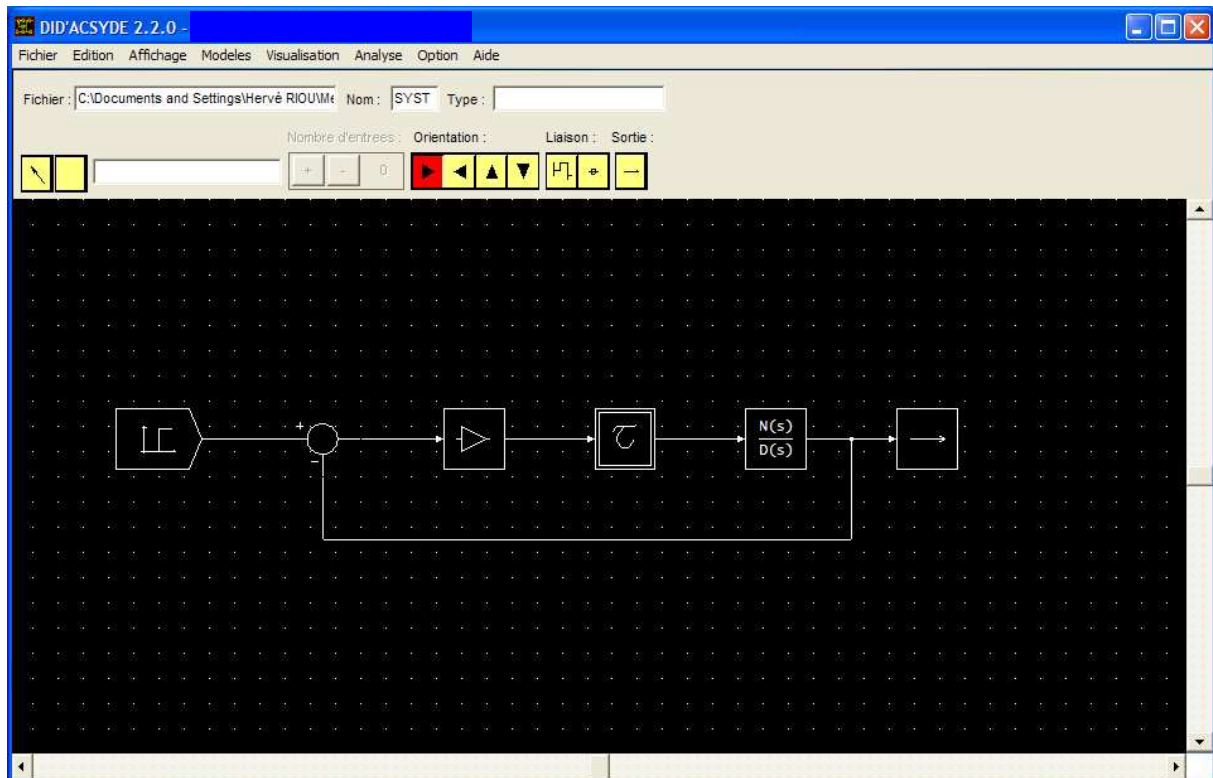 DID'ACSYDE 2.2.0 -
Fichier Edition Affichage Modeles Visualisation Analyse Option Aide
Fichier : C:\Documents and Settings\Hervé RIOU\Me Nom : SYST Type :
Nombre d'entrees : Orientation : Liaison : Sortie :
+ - 0
+ N(s)
- D(s)
τ